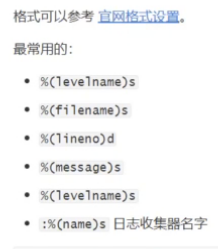 格式可以参考 官网格式设置。
最常用的：
• %(levelname)s
• %(filename)s
• %(lineno)d
• %(message)s
• %(levelname)s
• :%(name)s 日志收集器名字